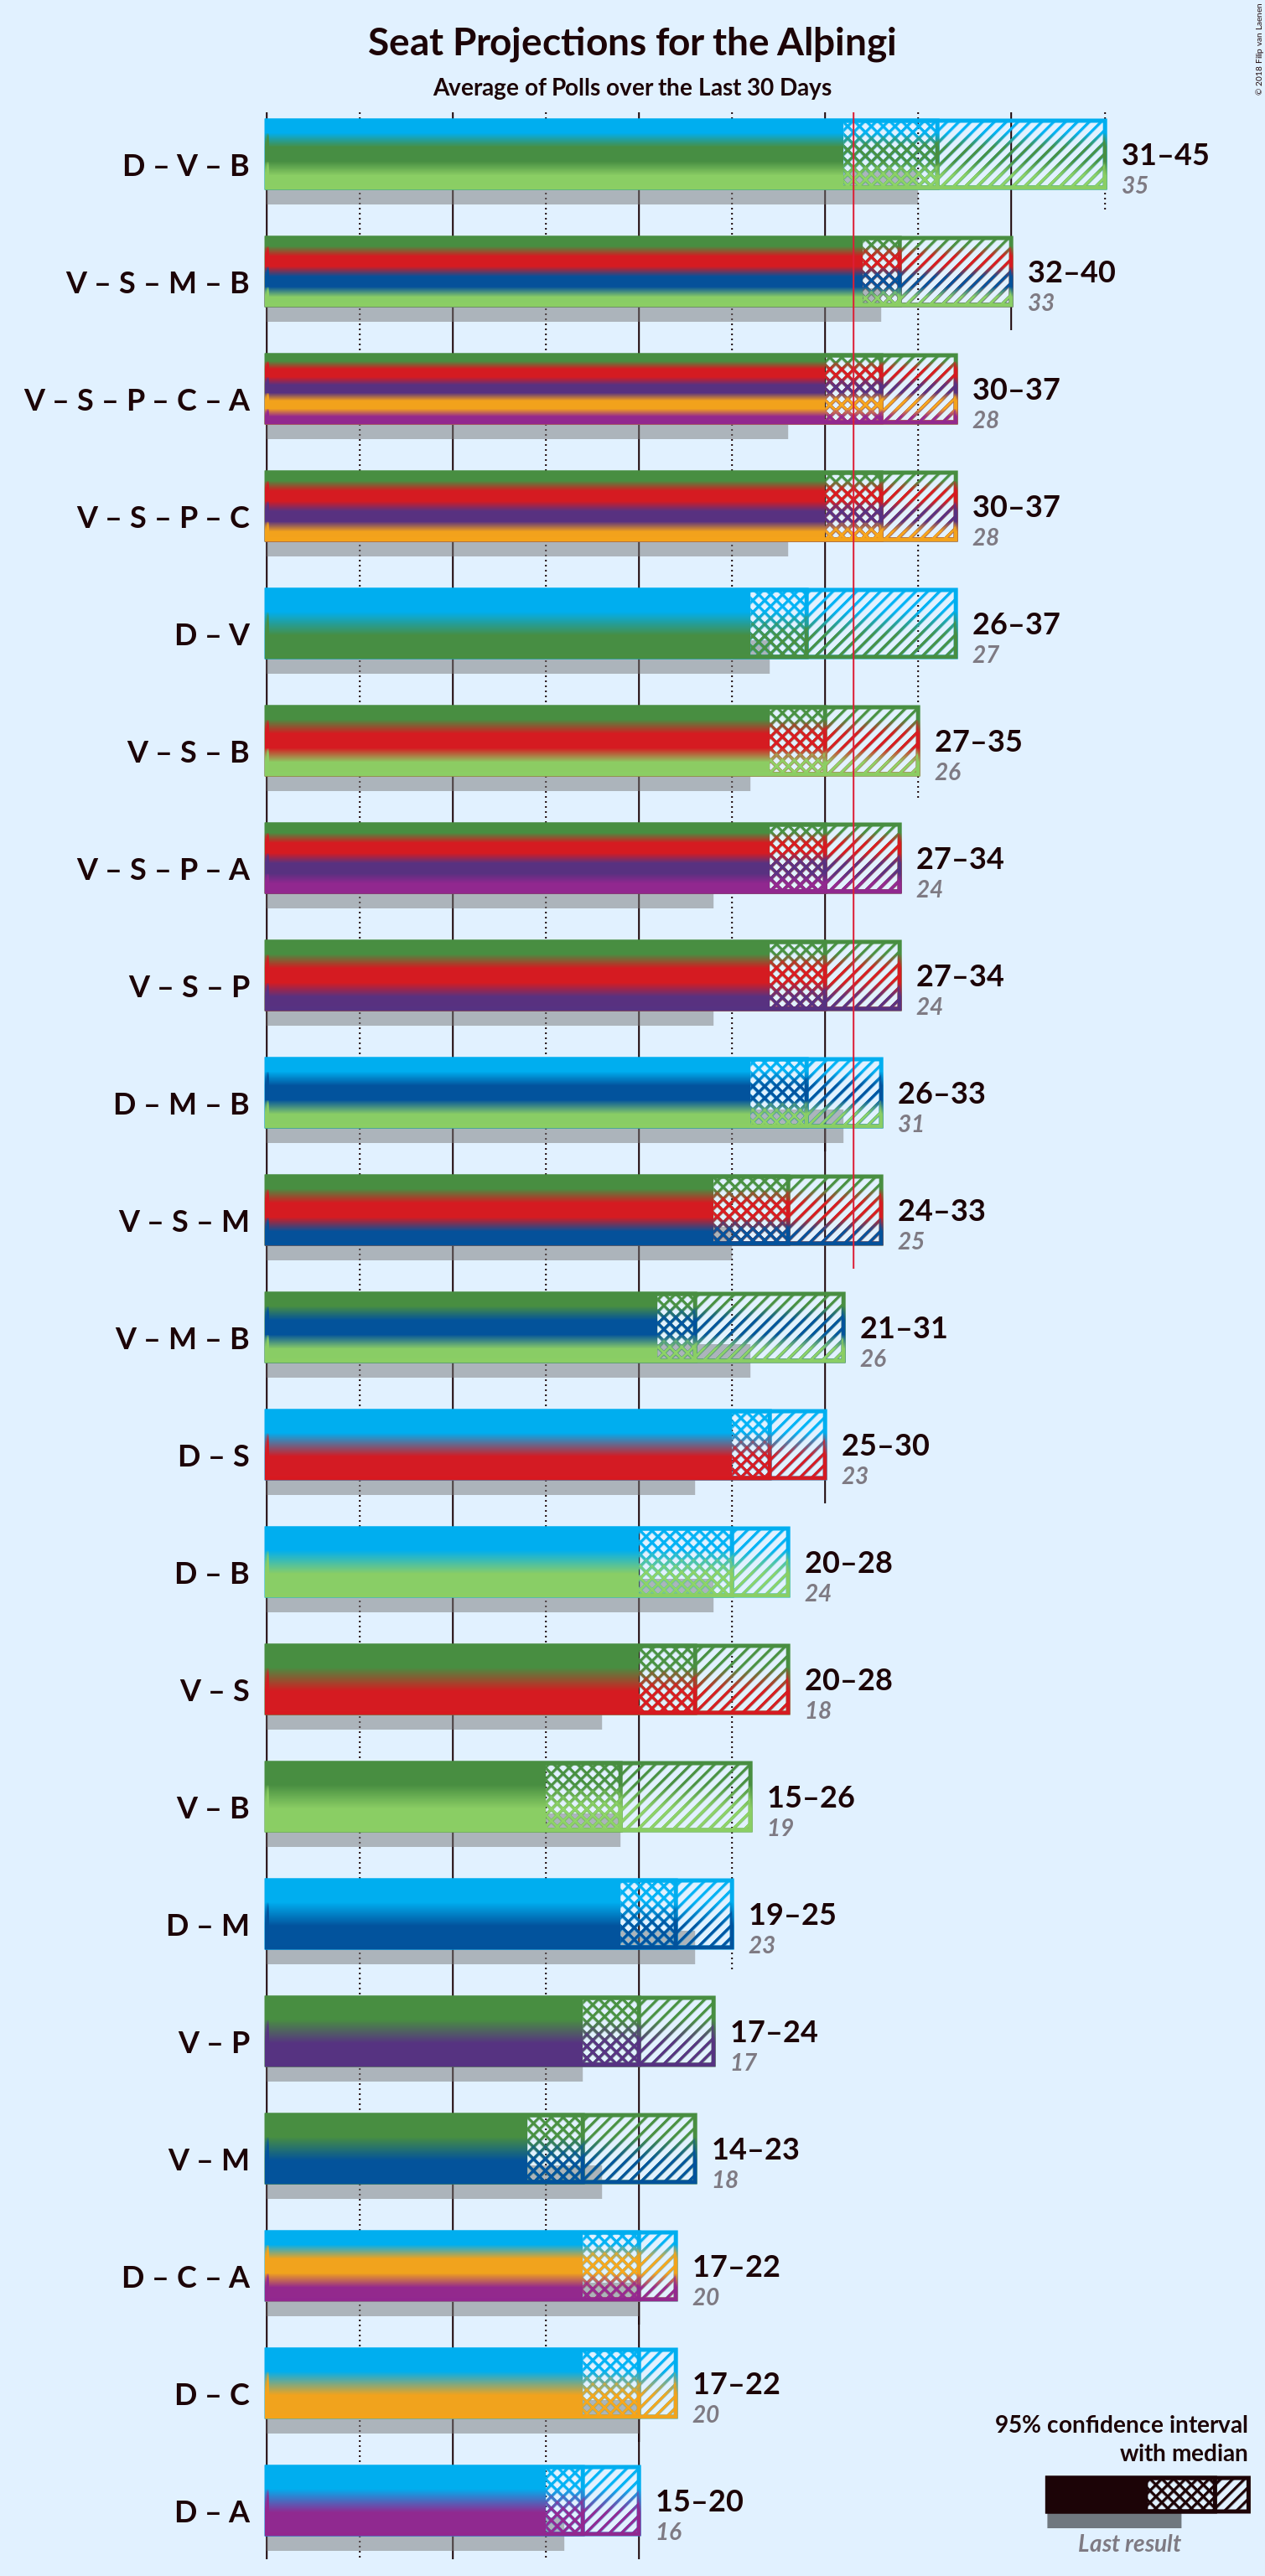 Seat Projections for the Alþingi
Average of Polls over the Last 30 Days
© 2018 Filip van Laenen
D – V – B
31–45
35
V – S – M – B
32–40
33
V – S – P – C – A
30–37
28
V – S – P – C
30–37
28
D – V
26–37
27
V – S – B
27–35
26
V – S – P – A
27–34
24
V – S – P
27–34
24
D – M – B
26–33
31
V – S – M
24–33
25
V – M – B
21–31
26
D – S
25–30
23
D – B
20–28
24
V – S
20–28
18
V – B
15–26
19
D – M
19–25
23
V – P
17–24
17
V – M
14–23
18
D – C – A
17–22
20
D – C
17–22
20
D – A
15–20
16
95% confidence interval
with median
Last result